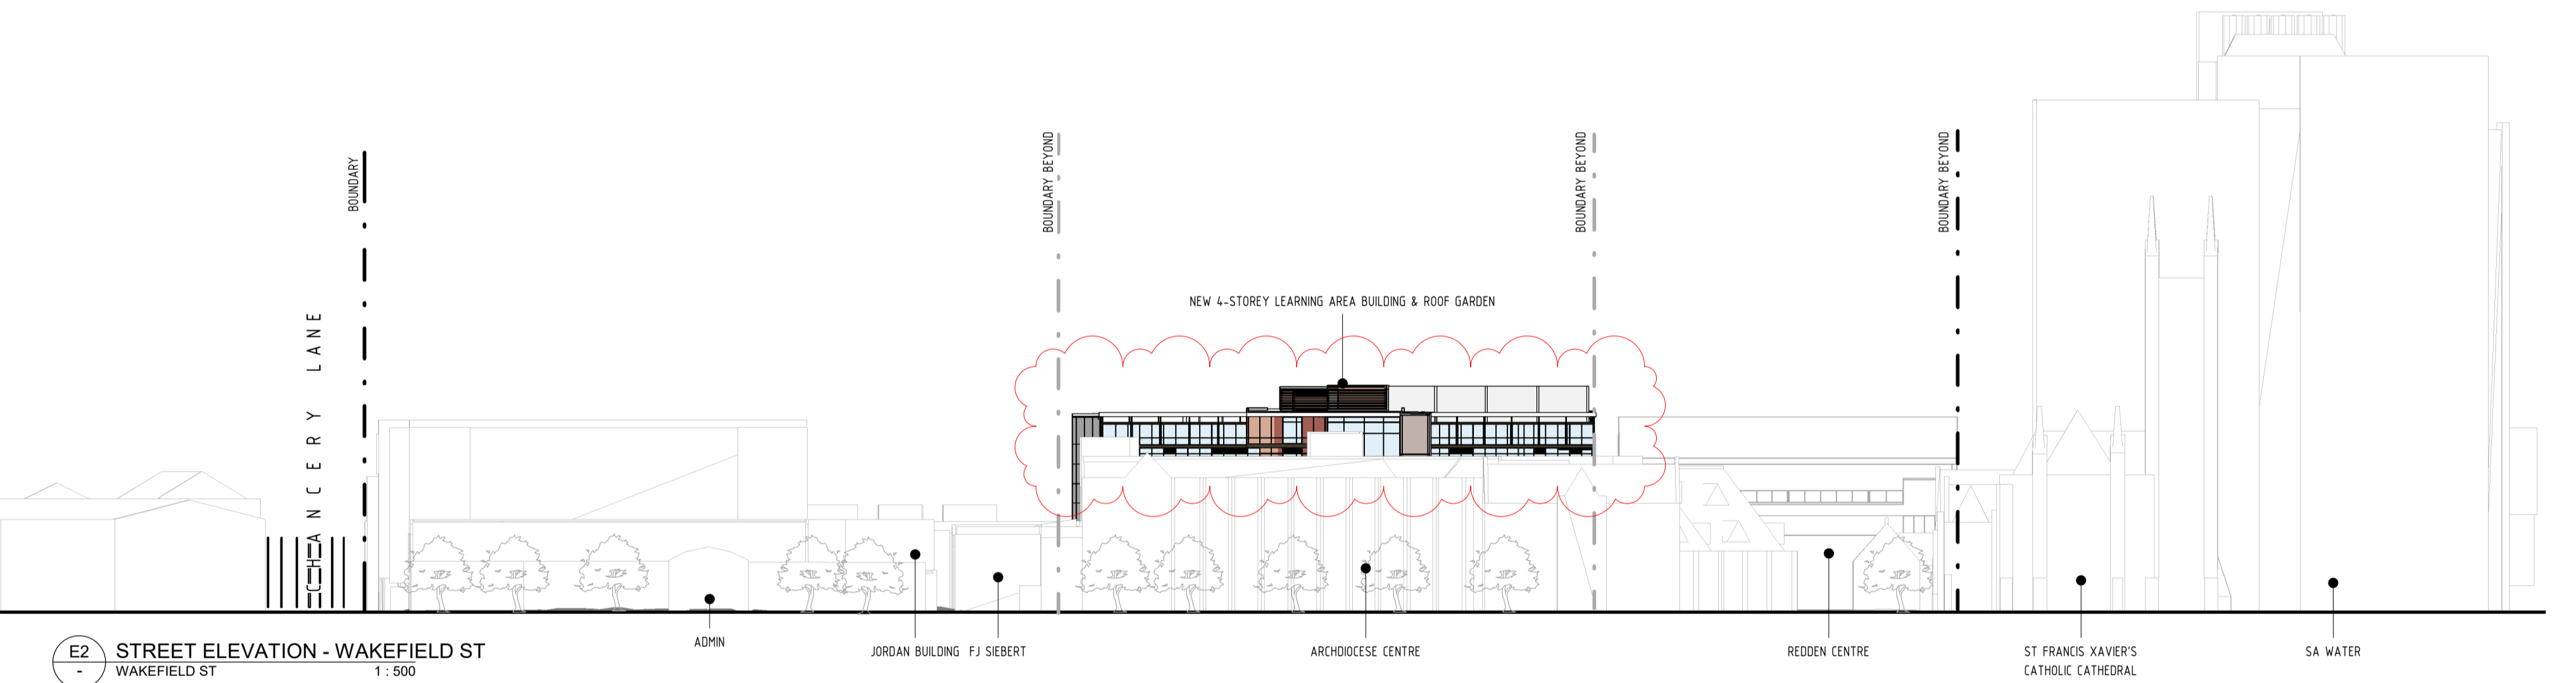 BOUNDARY
BOUNDARY BEYOND
BOUNDARY BEYOND
BOUNDARY BEYOND
NEW 4-STOREY LEARNING AREA BUILDING & ROOF GARDEN
CHANCERY LANE
ADMIN
JORDAN BUILDING
FJ SIEBERT
ARCHDIOCESE CENTRE
REDDEN CENTRE
ST FRANCIS XAVIER'S
CATHOLIC CATHEDRAL
SA WATER
E2
-
STREET ELEVATION - WAKEFIELD ST
WAKEFIELD ST
1 : 500